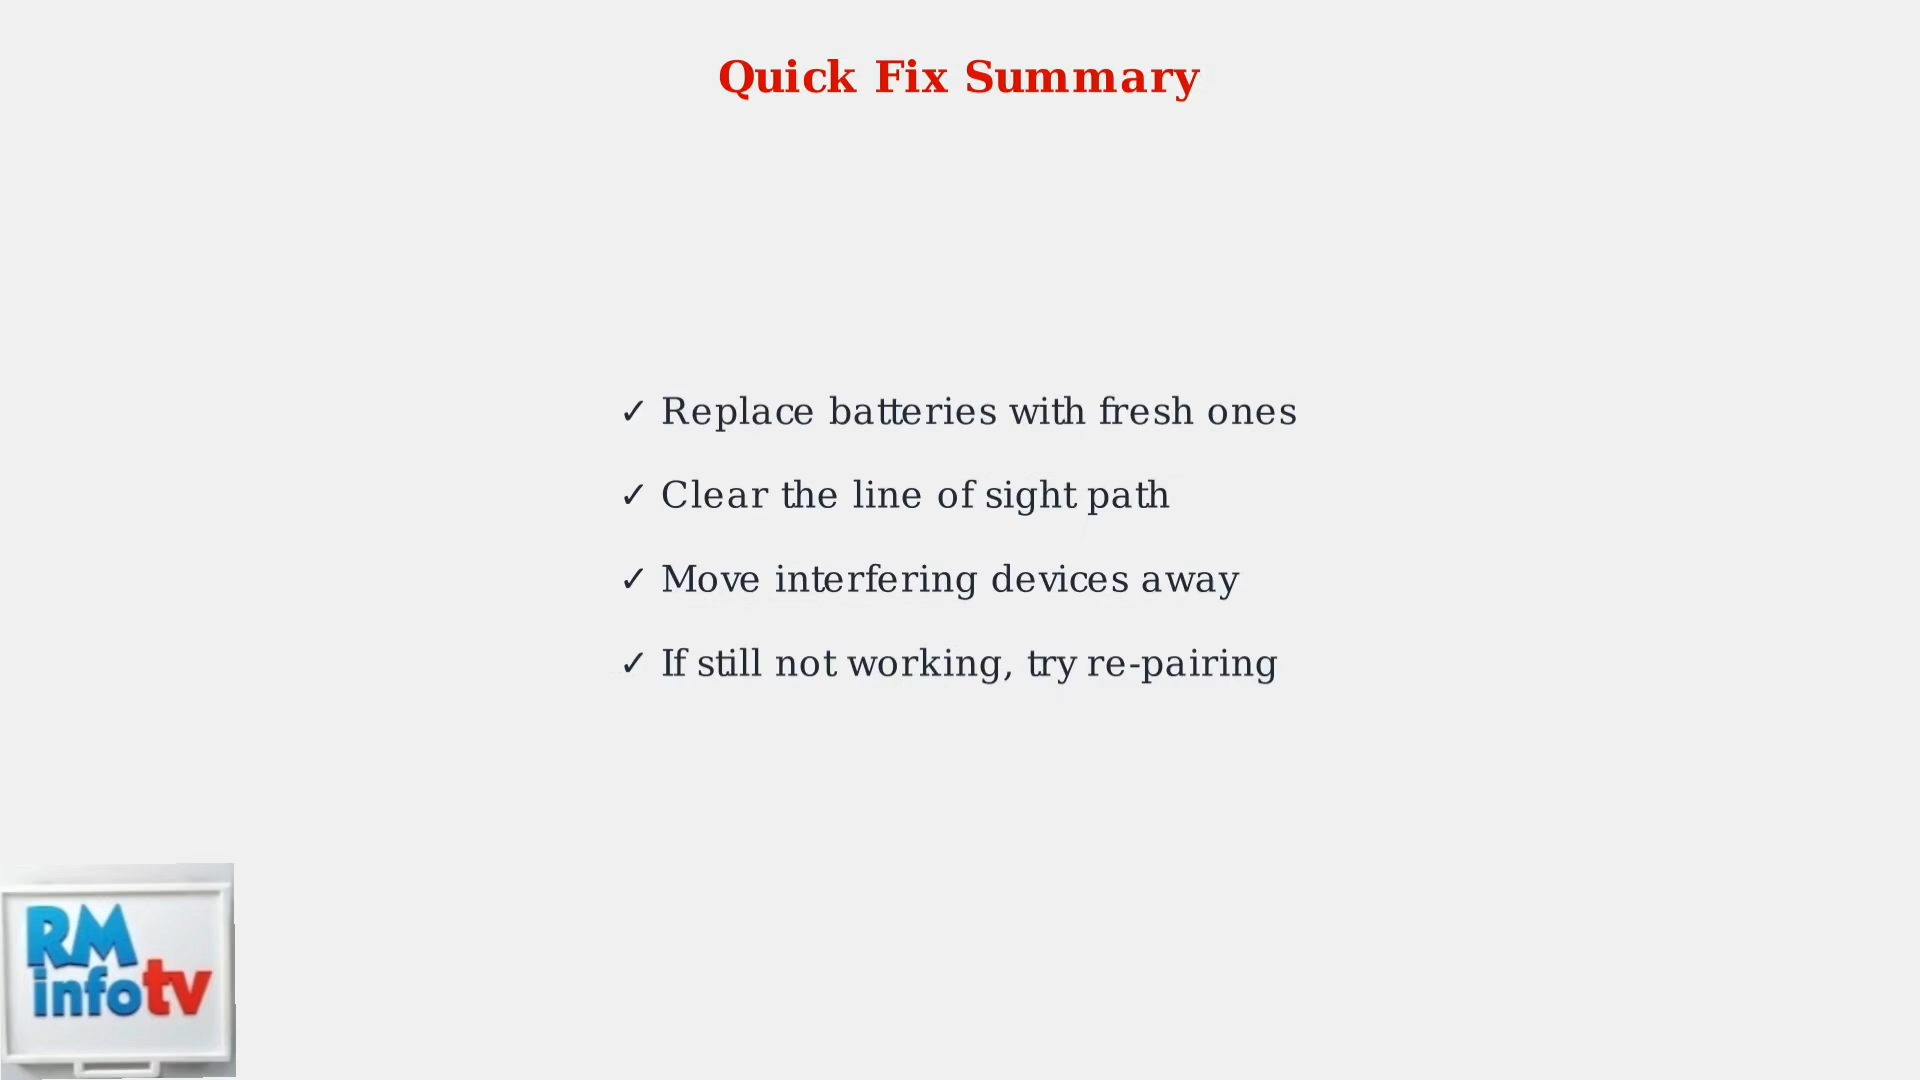 Quick Fix Summary
✓ Replace batteries with fresh ones
✓ Clear the line of sight path
✓ Move interfering devices away
✓ If still not working, try re-pairing
RM
infotv